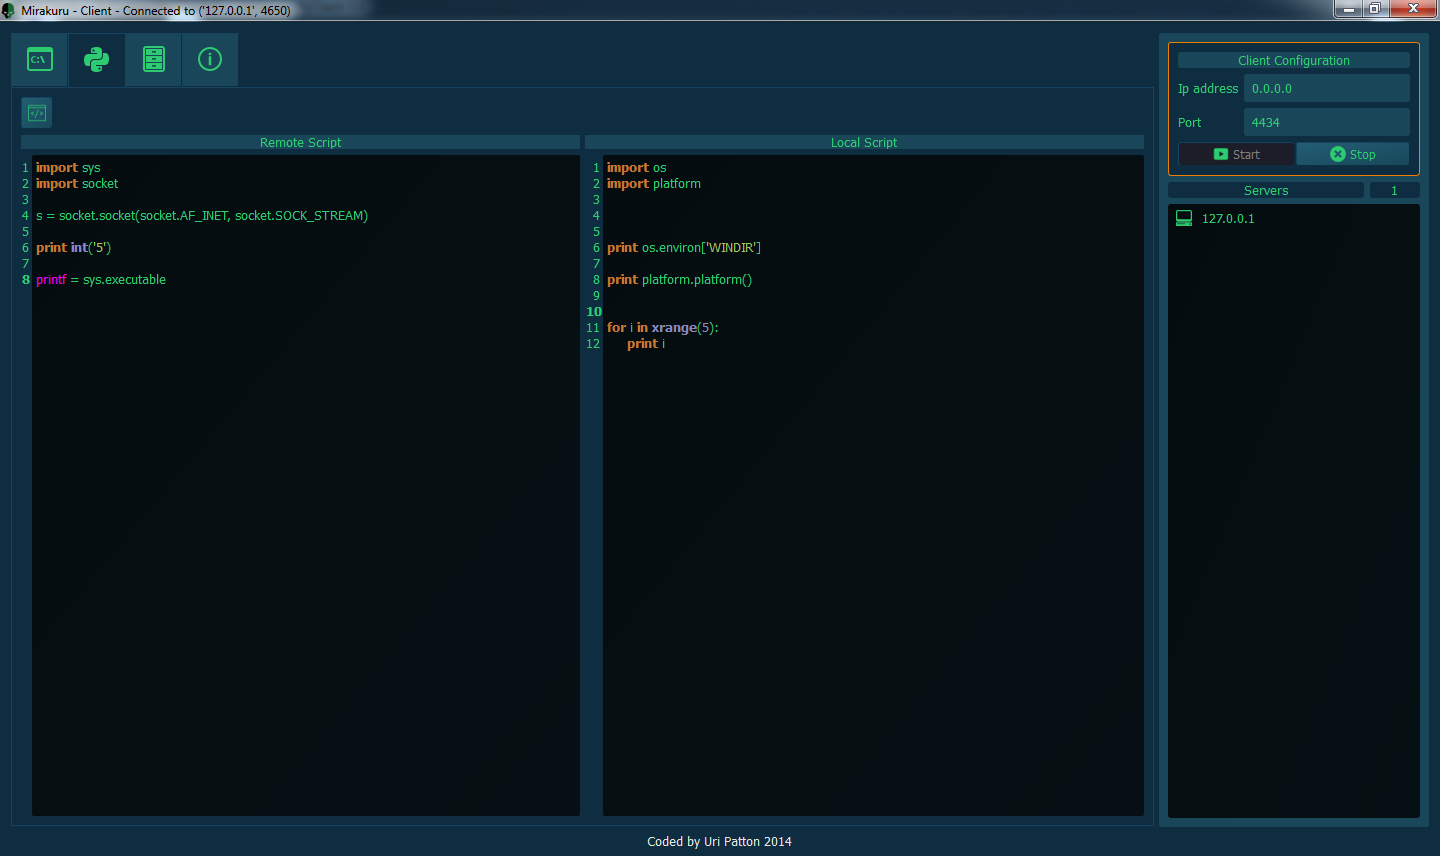 Mirakuru - Client - Connected to ('127.0.0.1', 4650)
C:\
</>
Remote Script
1 import sys
2 import socket
3
4 s = socket.socket(socket.AF_INET, socket.SOCK_STREAM)
5
6 print int('5')
7
8 printf = sys.executable
Local Script
1 import os
2 import platform
3
4
5
6 print os.environ['WINDIR']
7
8 print platform.platform()
9
10
11 for i in xrange(5):
12 print i
Client Configuration
Ip address 0.0.0.0
Port 4434
Start Stop
Servers 1
127.0.0.1
Coded by Uri Patton 2014